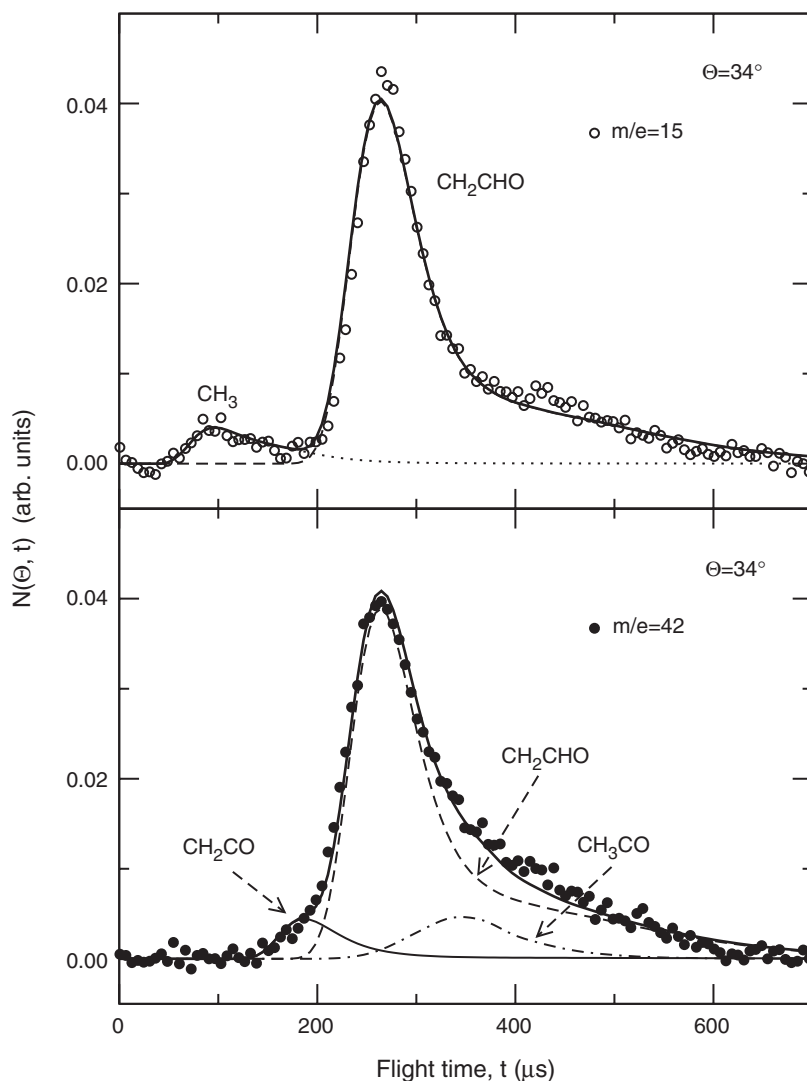 Θ=34°
m/e=15
0.04
CH₂CHO
0.02
CH₃
0.00
N(Θ, t) (arb. units)
Θ=34°
0.04
m/e=42
CH₂CHO
0.02
CH₂CO
CH₃CO
0.00
0 200 400 600
Flight time, t (μs)